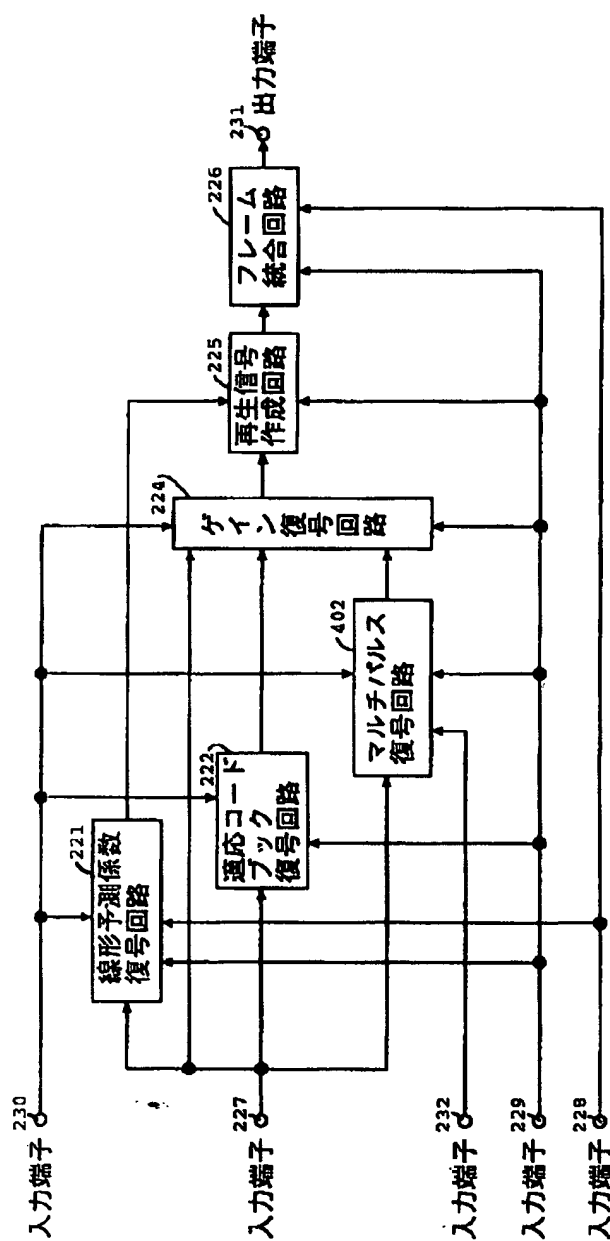 入力端子
230
入力端子
227
入力端子
232
入力端子
229
入力端子
228
221
線形予測係数
復号回路
222
適応コード
ブック
復号回路
402
マルチパルス
復号回路
224
ゲイン復号回路
225
再生信号
作成回路
226
フレーム
統合回路
231
出力端子